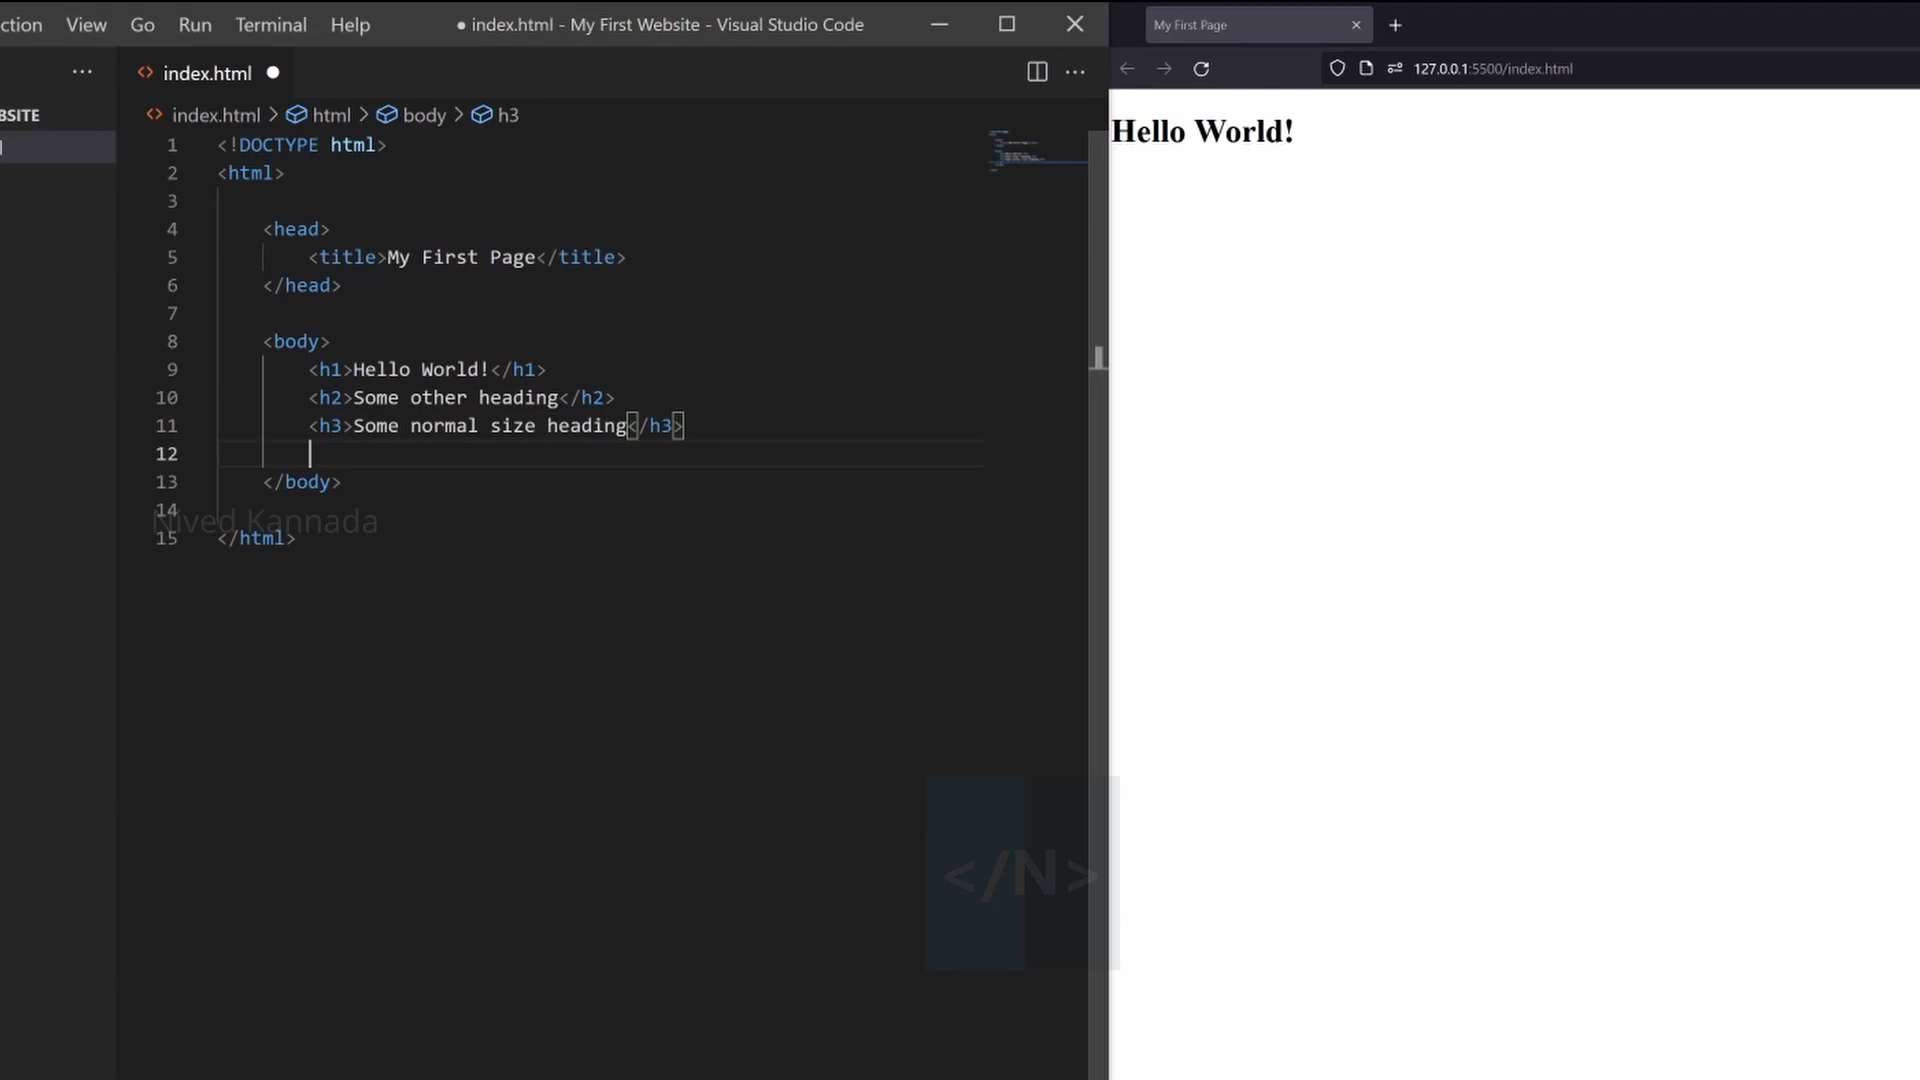 ction View Go Run Terminal Help ● index.html - My First Website - Visual Studio Code
My First Page
index.html
127.0.0.1:5500/index.html
BSITE
index.html > html > body > h3
1 <!DOCTYPE html>
2 <html>
3
4 <head>
5 <title>My First Page</title>
6 </head>
7
8 <body>
9 <h1>Hello World!</h1>
10 <h2>Some other heading</h2>
11 <h3>Some normal size heading</h3>
12
13 </body>
14
15 </html>
Nived Kannada
</N>
Hello World!